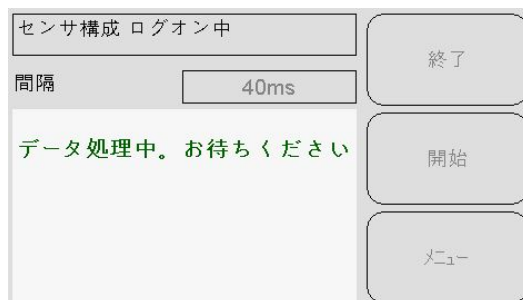 センサ構成 ログオン中
終了
間隔
40ms
データ処理中。お待ちください
開始
メニュー